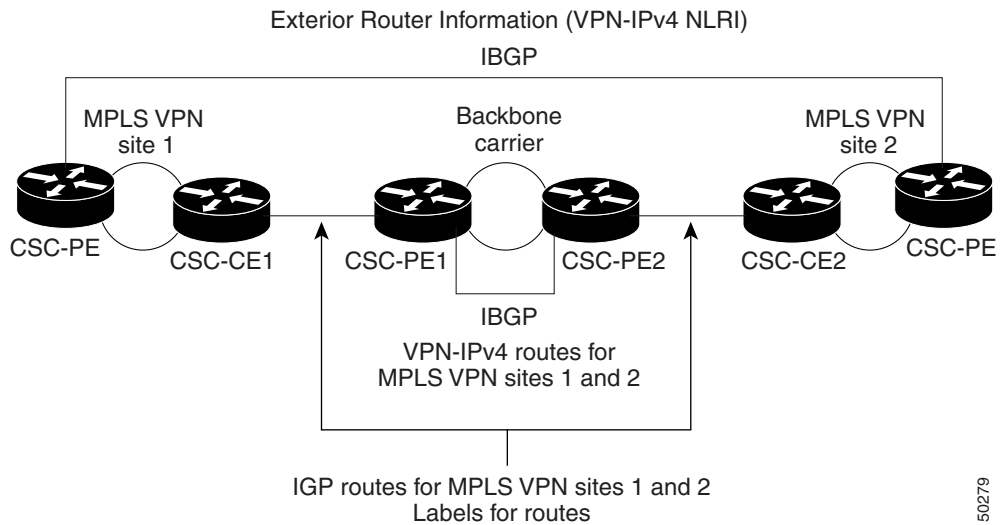 Exterior Router Information (VPN-IPv4 NLRI)
IBGP
MPLS VPN
site 1
Backbone
carrier
MPLS VPN
site 2
CSC-PE
CSC-CE1
CSC-PE1
CSC-PE2
CSC-CE2
CSC-PE
IBGP
VPN-IPv4 routes for
MPLS VPN sites 1 and 2
IGP routes for MPLS VPN sites 1 and 2
Labels for routes
50279